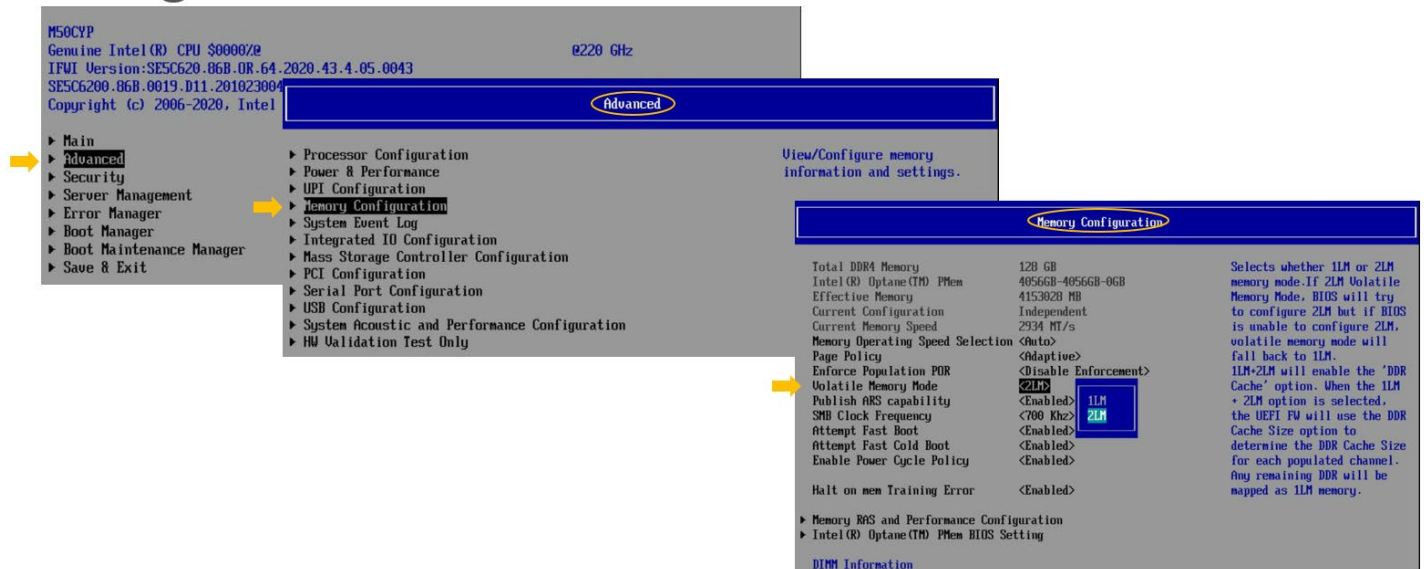 M50CYP
Genuine Intel(R) CPU $0000%@ @220 GHz
IFWI Version:SE5C620.86B.OR.64.2020.43.4.05.0043
SE5C6200.86B.0019.D11.201023004
Copyright (c) 2006-2020, Intel
Main
Advanced
Security
Server Management
Error Manager
Boot Manager
Boot Maintenance Manager
Save & Exit
Advanced
Processor Configuration
Power & Performance
UPI Configuration
Memory Configuration
System Event Log
Integrated IO Configuration
Mass Storage Controller Configuration
PCI Configuration
Serial Port Configuration
USB Configuration
System Acoustic and Performance Configuration
HW Validation Test Only
View/Configure memory
information and settings.
Memory Configuration
Total DDR4 Memory 128 GB
Intel(R) Optane(TM) PMem 4056GB-4056GB-0GB
Effective Memory 4153028 MB
Current Configuration Independent
Current Memory Speed 2934 MT/s
Memory Operating Speed Selection <Auto>
Page Policy <Adaptive>
Enforce Population POR <Disable Enforcement>
Volatile Memory Mode <2LM>
Publish ARS capability <Enabled>
SMB Clock Frequency <700 Khz>
Attempt Fast Boot <Enabled>
Attempt Fast Cold Boot <Enabled>
Enable Power Cycle Policy <Enabled>
Halt on mem Training Error <Enabled>
1LM
2LM
Memory RAS and Performance Configuration
Intel(R) Optane(TM) PMem BIOS Setting
DIMM Information
Selects whether 1LM or 2LM
memory mode.If 2LM Volatile
Memory Mode, BIOS will try
to configure 2LM but if BIOS
is unable to configure 2LM,
volatile memory mode will
fall back to 1LM.
1LM+2LM will enable the 'DDR
Cache' option. When the 1LM
+ 2LM option is selected,
the UEFI FW will use the DDR
Cache Size option to
determine the DDR Cache Size
for each populated channel.
Any remaining DDR will be
mapped as 1LM memory.